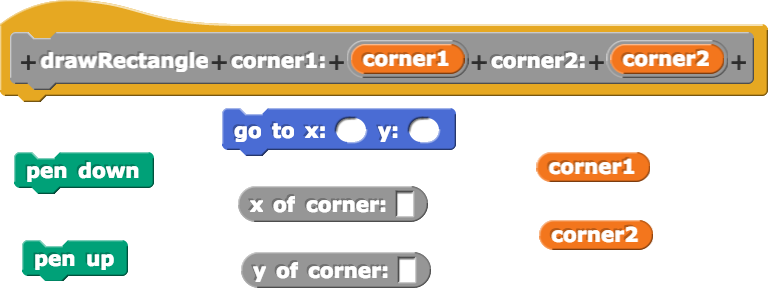 + drawRectangle + corner1: + corner1 + corner2: + corner2 +
go to x: y:
pen down
corner1
x of corner:
corner2
pen up
y of corner: